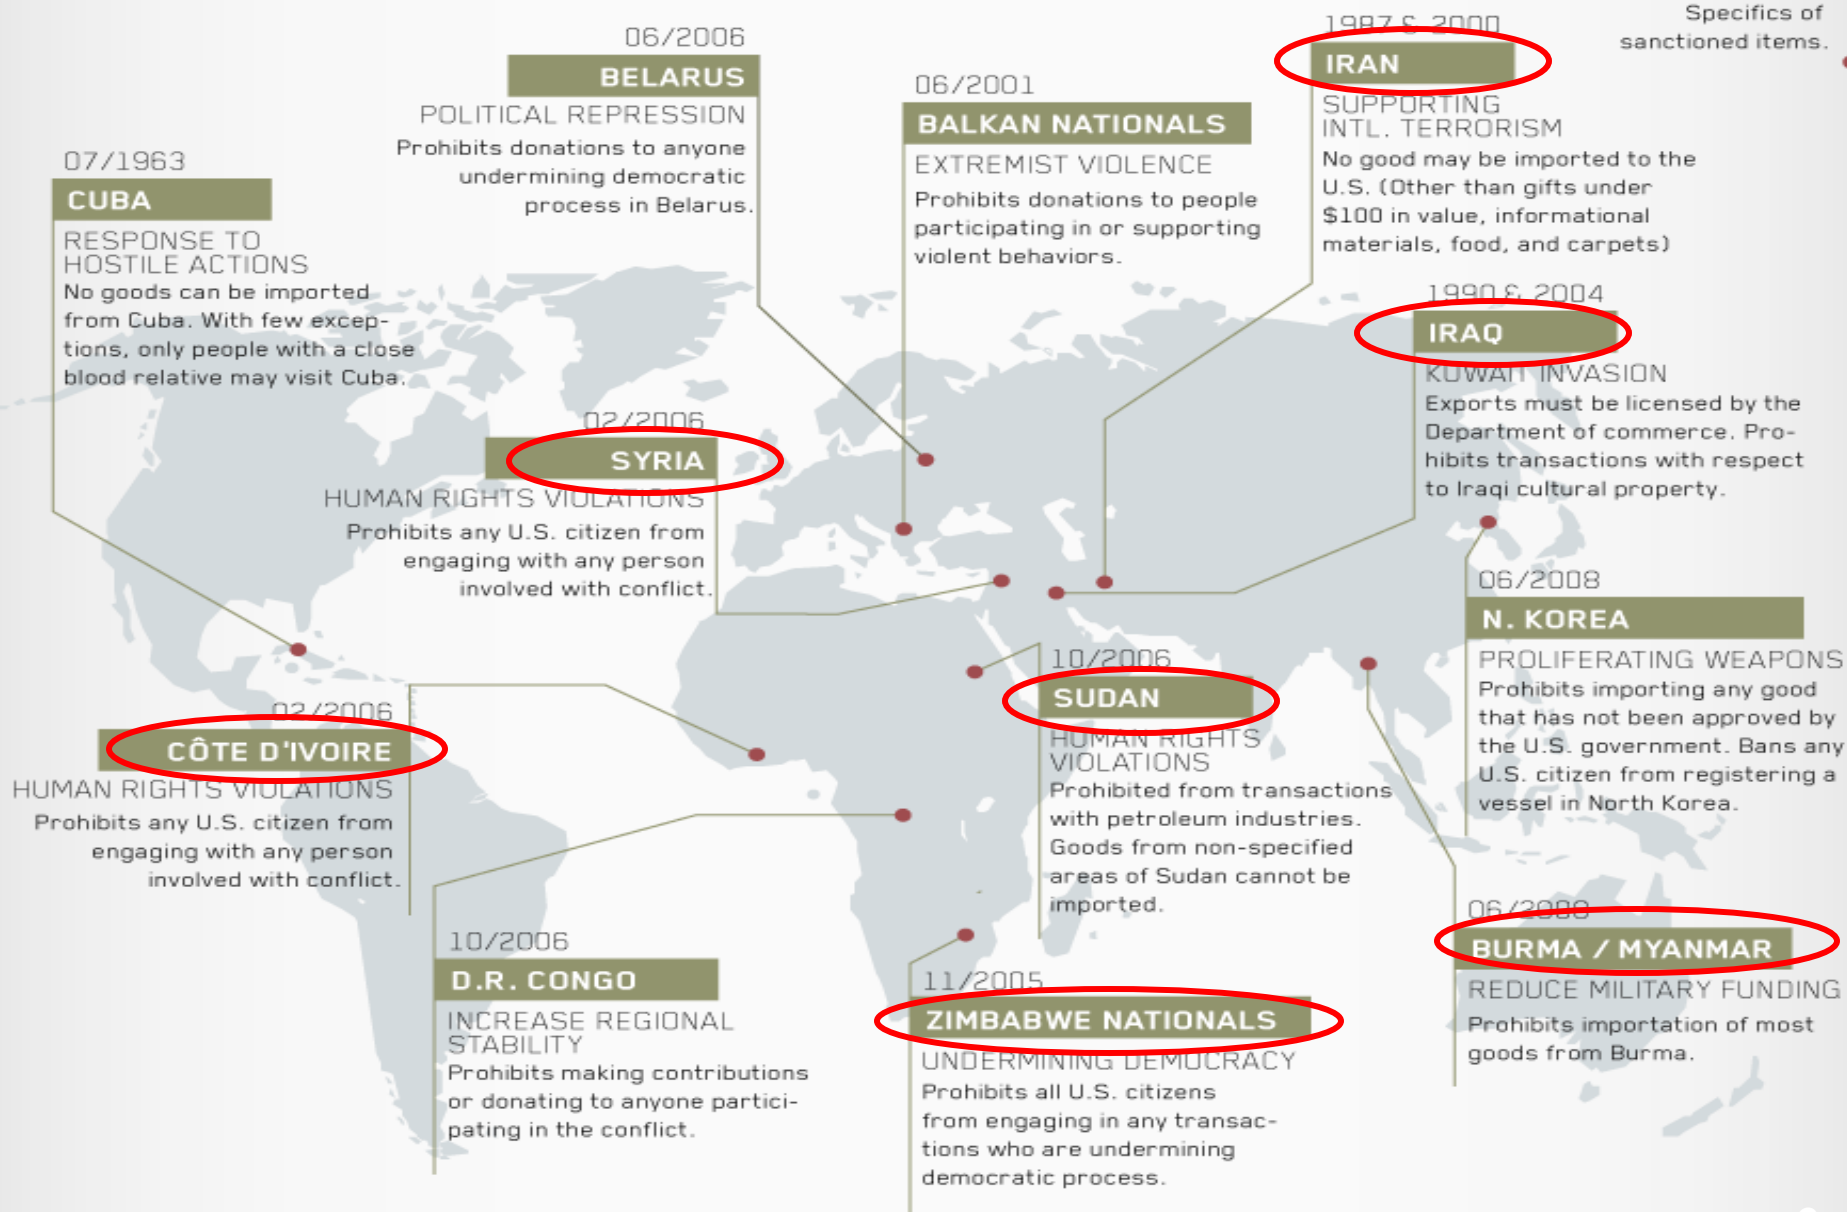 Specifics of
sanctioned items.
06/2006
BELARUS
POLITICAL REPRESSION
Prohibits donations to anyone
undermining democratic
process in Belarus.
1987 & 2000
IRAN
SUPPORTING
INTL. TERRORISM
No good may be imported to the
U.S. (Other than gifts under
$100 in value, informational
materials, food, and carpets)
06/2001
BALKAN NATIONALS
EXTREMIST VIOLENCE
Prohibits donations to people
participating in or supporting
violent behaviors.
07/1963
CUBA
RESPONSE TO
HOSTILE ACTIONS
No goods can be imported
from Cuba. With few excep-
tions, only people with a close
blood relative may visit Cuba.
1990 & 2004
IRAQ
KUWAIT INVASION
Exports must be licensed by the
Department of commerce. Pro-
hibits transactions with respect
to Iraqi cultural property.
02/2006
SYRIA
HUMAN RIGHTS VIOLATIONS
Prohibits any U.S. citizen from
engaging with any person
involved with conflict.
06/2008
N. KOREA
PROLIFERATING WEAPONS
Prohibits importing any good
that has not been approved by
the U.S. government. Bans any
U.S. citizen from registering a
vessel in North Korea.
10/2006
SUDAN
HUMAN RIGHTS
VIOLATIONS
Prohibited from transactions
with petroleum industries.
Goods from non-specified
areas of Sudan cannot be
imported.
02/2006
CÔTE D'IVOIRE
HUMAN RIGHTS VIOLATIONS
Prohibits any U.S. citizen from
engaging with any person
involved with conflict.
10/2006
D.R. CONGO
INCREASE REGIONAL
STABILITY
Prohibits making contributions
or donating to anyone partici-
pating in the conflict.
11/2005
ZIMBABWE NATIONALS
UNDERMINING DEMOCRACY
Prohibits all U.S. citizens
from engaging in any transac-
tions who are undermining
democratic process.
BURMA / MYANMAR
REDUCE MILITARY FUNDING
Prohibits importation of most
goods from Burma.